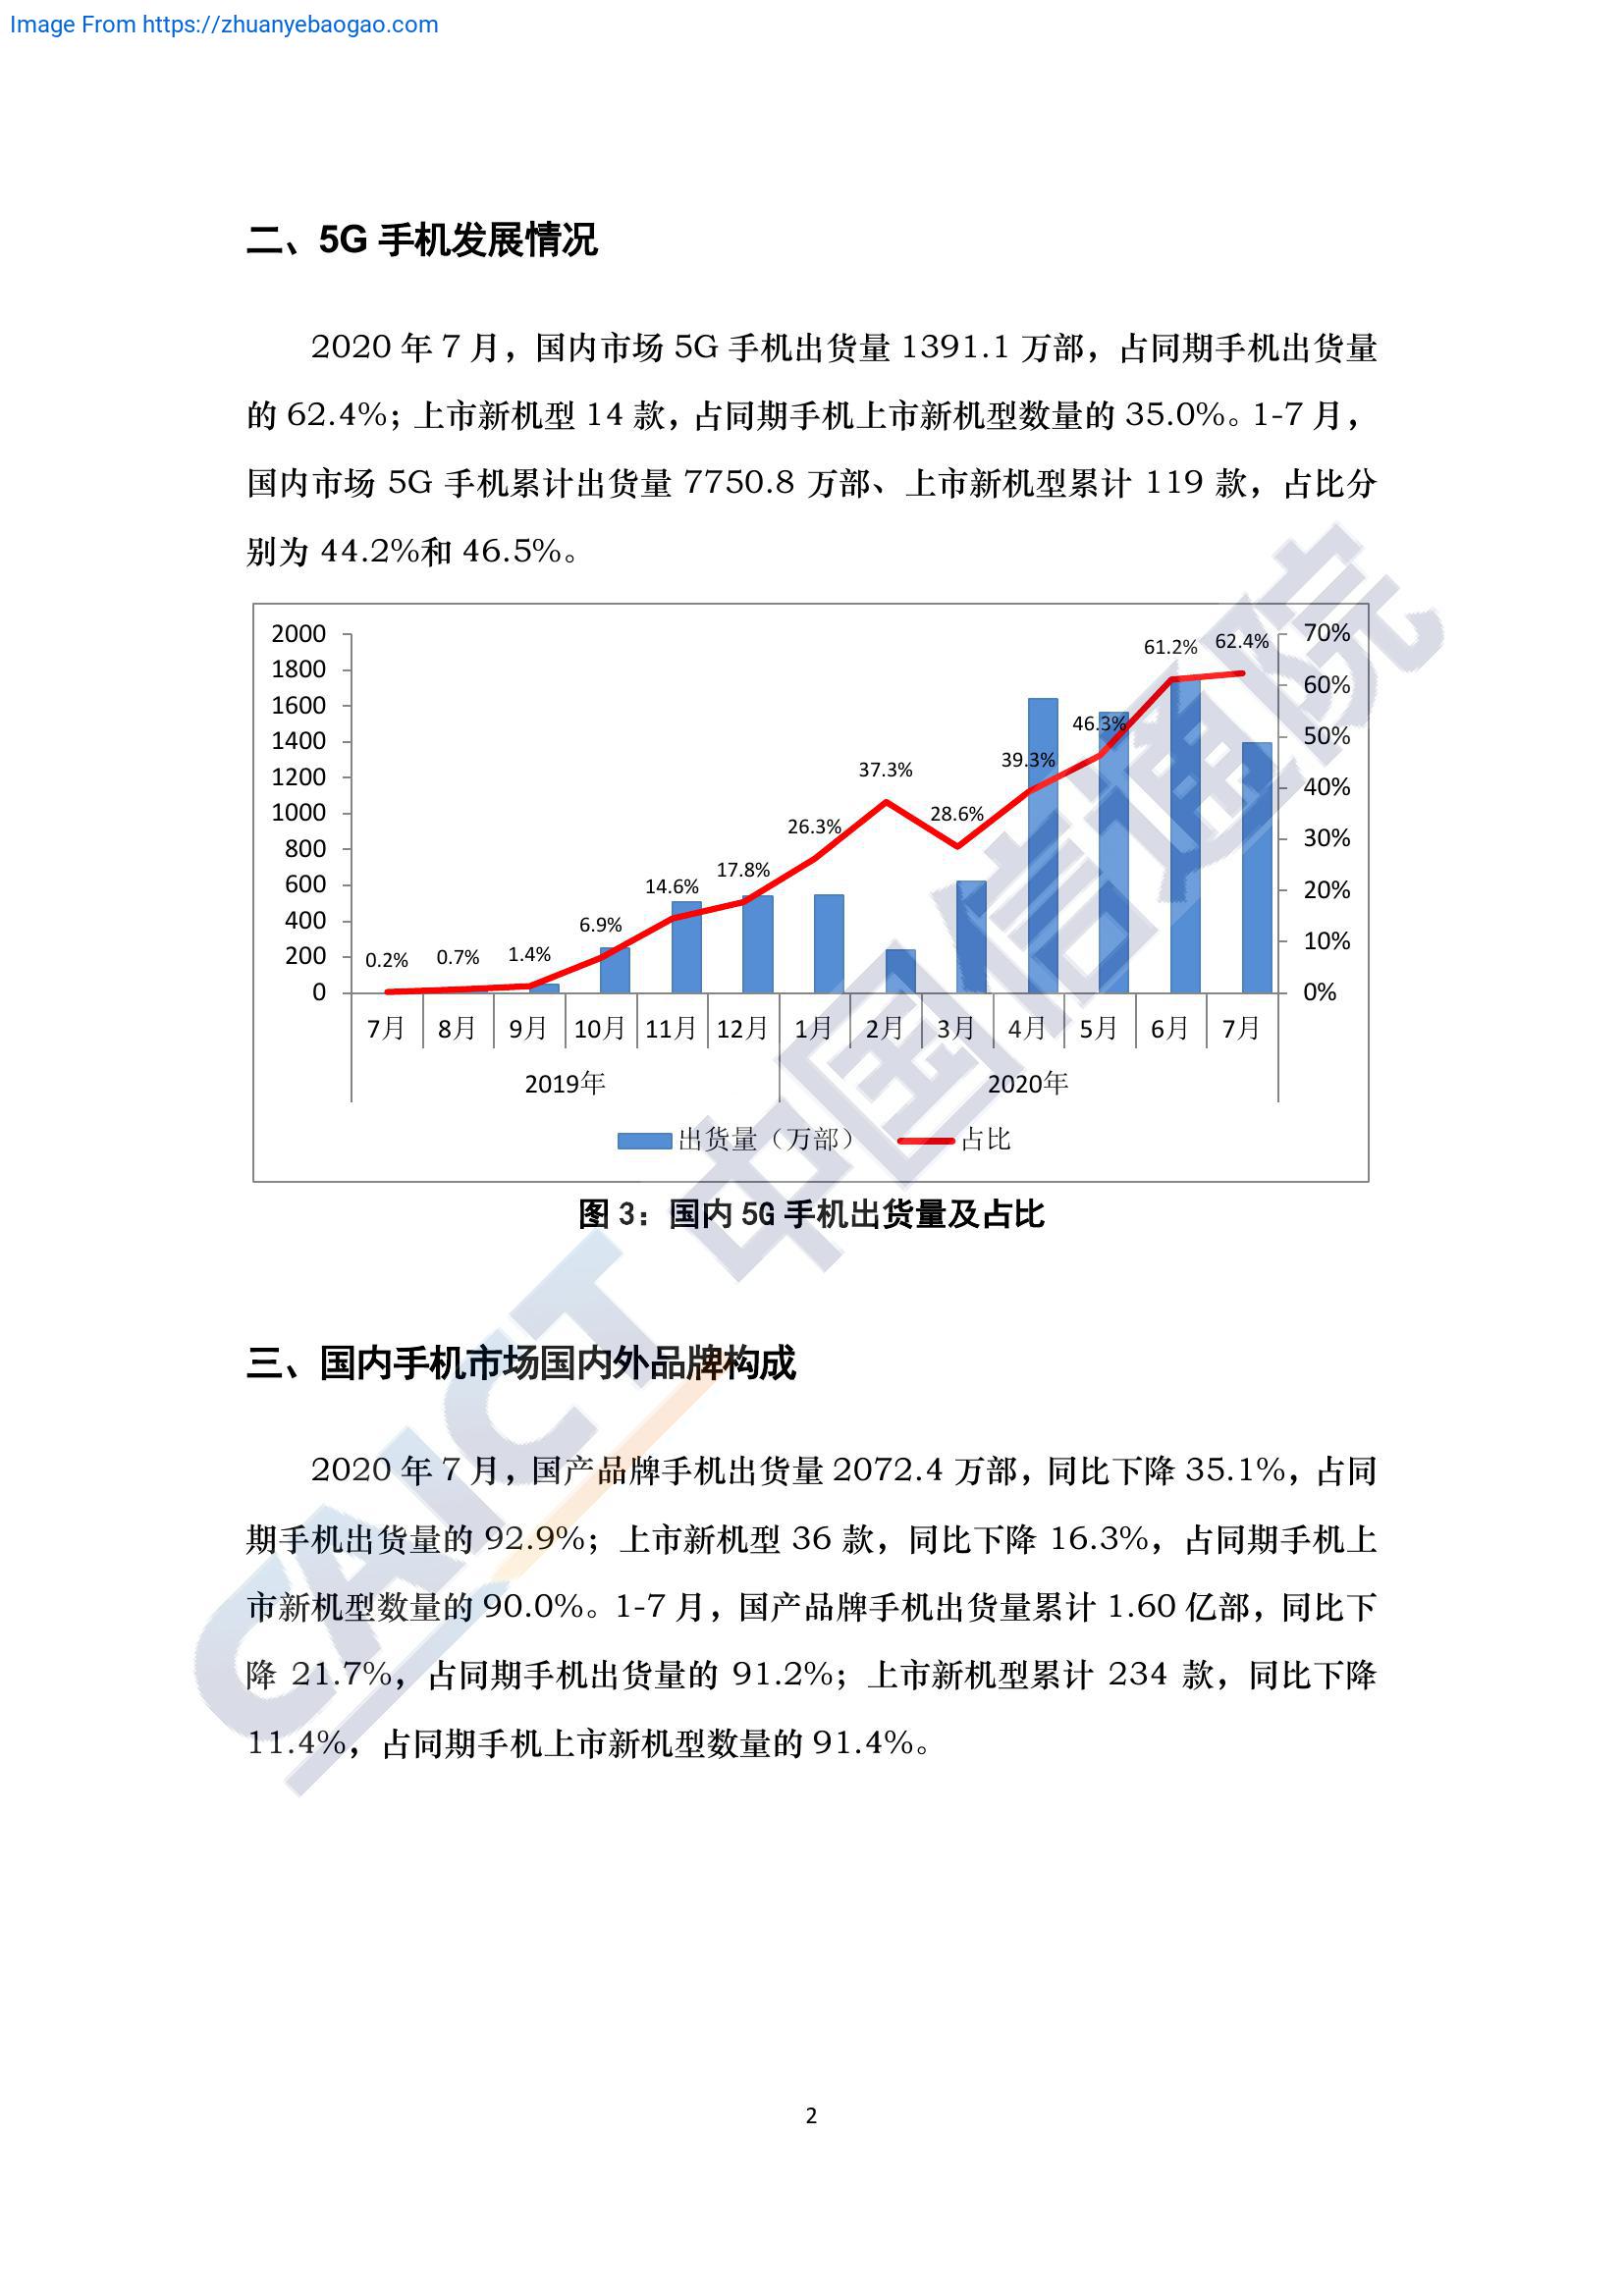 Image From https://zhuanyebaogao.com
二、5G 手机发展情况
2020 年 7 月，国内市场 5G 手机出货量 1391.1 万部，占同期手机出货量
的 62.4%；上市新机型 14 款，占同期手机上市新机型数量的 35.0%。1-7 月，
国内市场 5G 手机累计出货量 7750.8 万部、上市新机型累计 119 款，占比分
别为 44.2%和 46.5%。
2000
1800
1600
1400
1200
1000
800
600
400
200
0
70%
60%
50%
40%
30%
20%
10%
0%
0.2%
0.7%
1.4%
6.9%
14.6%
17.8%
26.3%
37.3%
28.6%
39.3%
46.3%
61.2%
62.4%
7月 8月 9月 10月 11月 12月 1月 2月 3月 4月 5月 6月 7月
2019年 2020年
出货量（万部） 占比
图 3：国内 5G 手机出货量及占比
三、国内手机市场国内外品牌构成
2020 年 7 月，国产品牌手机出货量 2072.4 万部，同比下降 35.1%，占同
期手机出货量的 92.9%；上市新机型 36 款，同比下降 16.3%，占同期手机上
市新机型数量的 90.0%。1-7 月，国产品牌手机出货量累计 1.60 亿部，同比下
降 21.7%，占同期手机出货量的 91.2%；上市新机型累计 234 款，同比下降
11.4%，占同期手机上市新机型数量的 91.4%。
CAICT 中国信通院
2